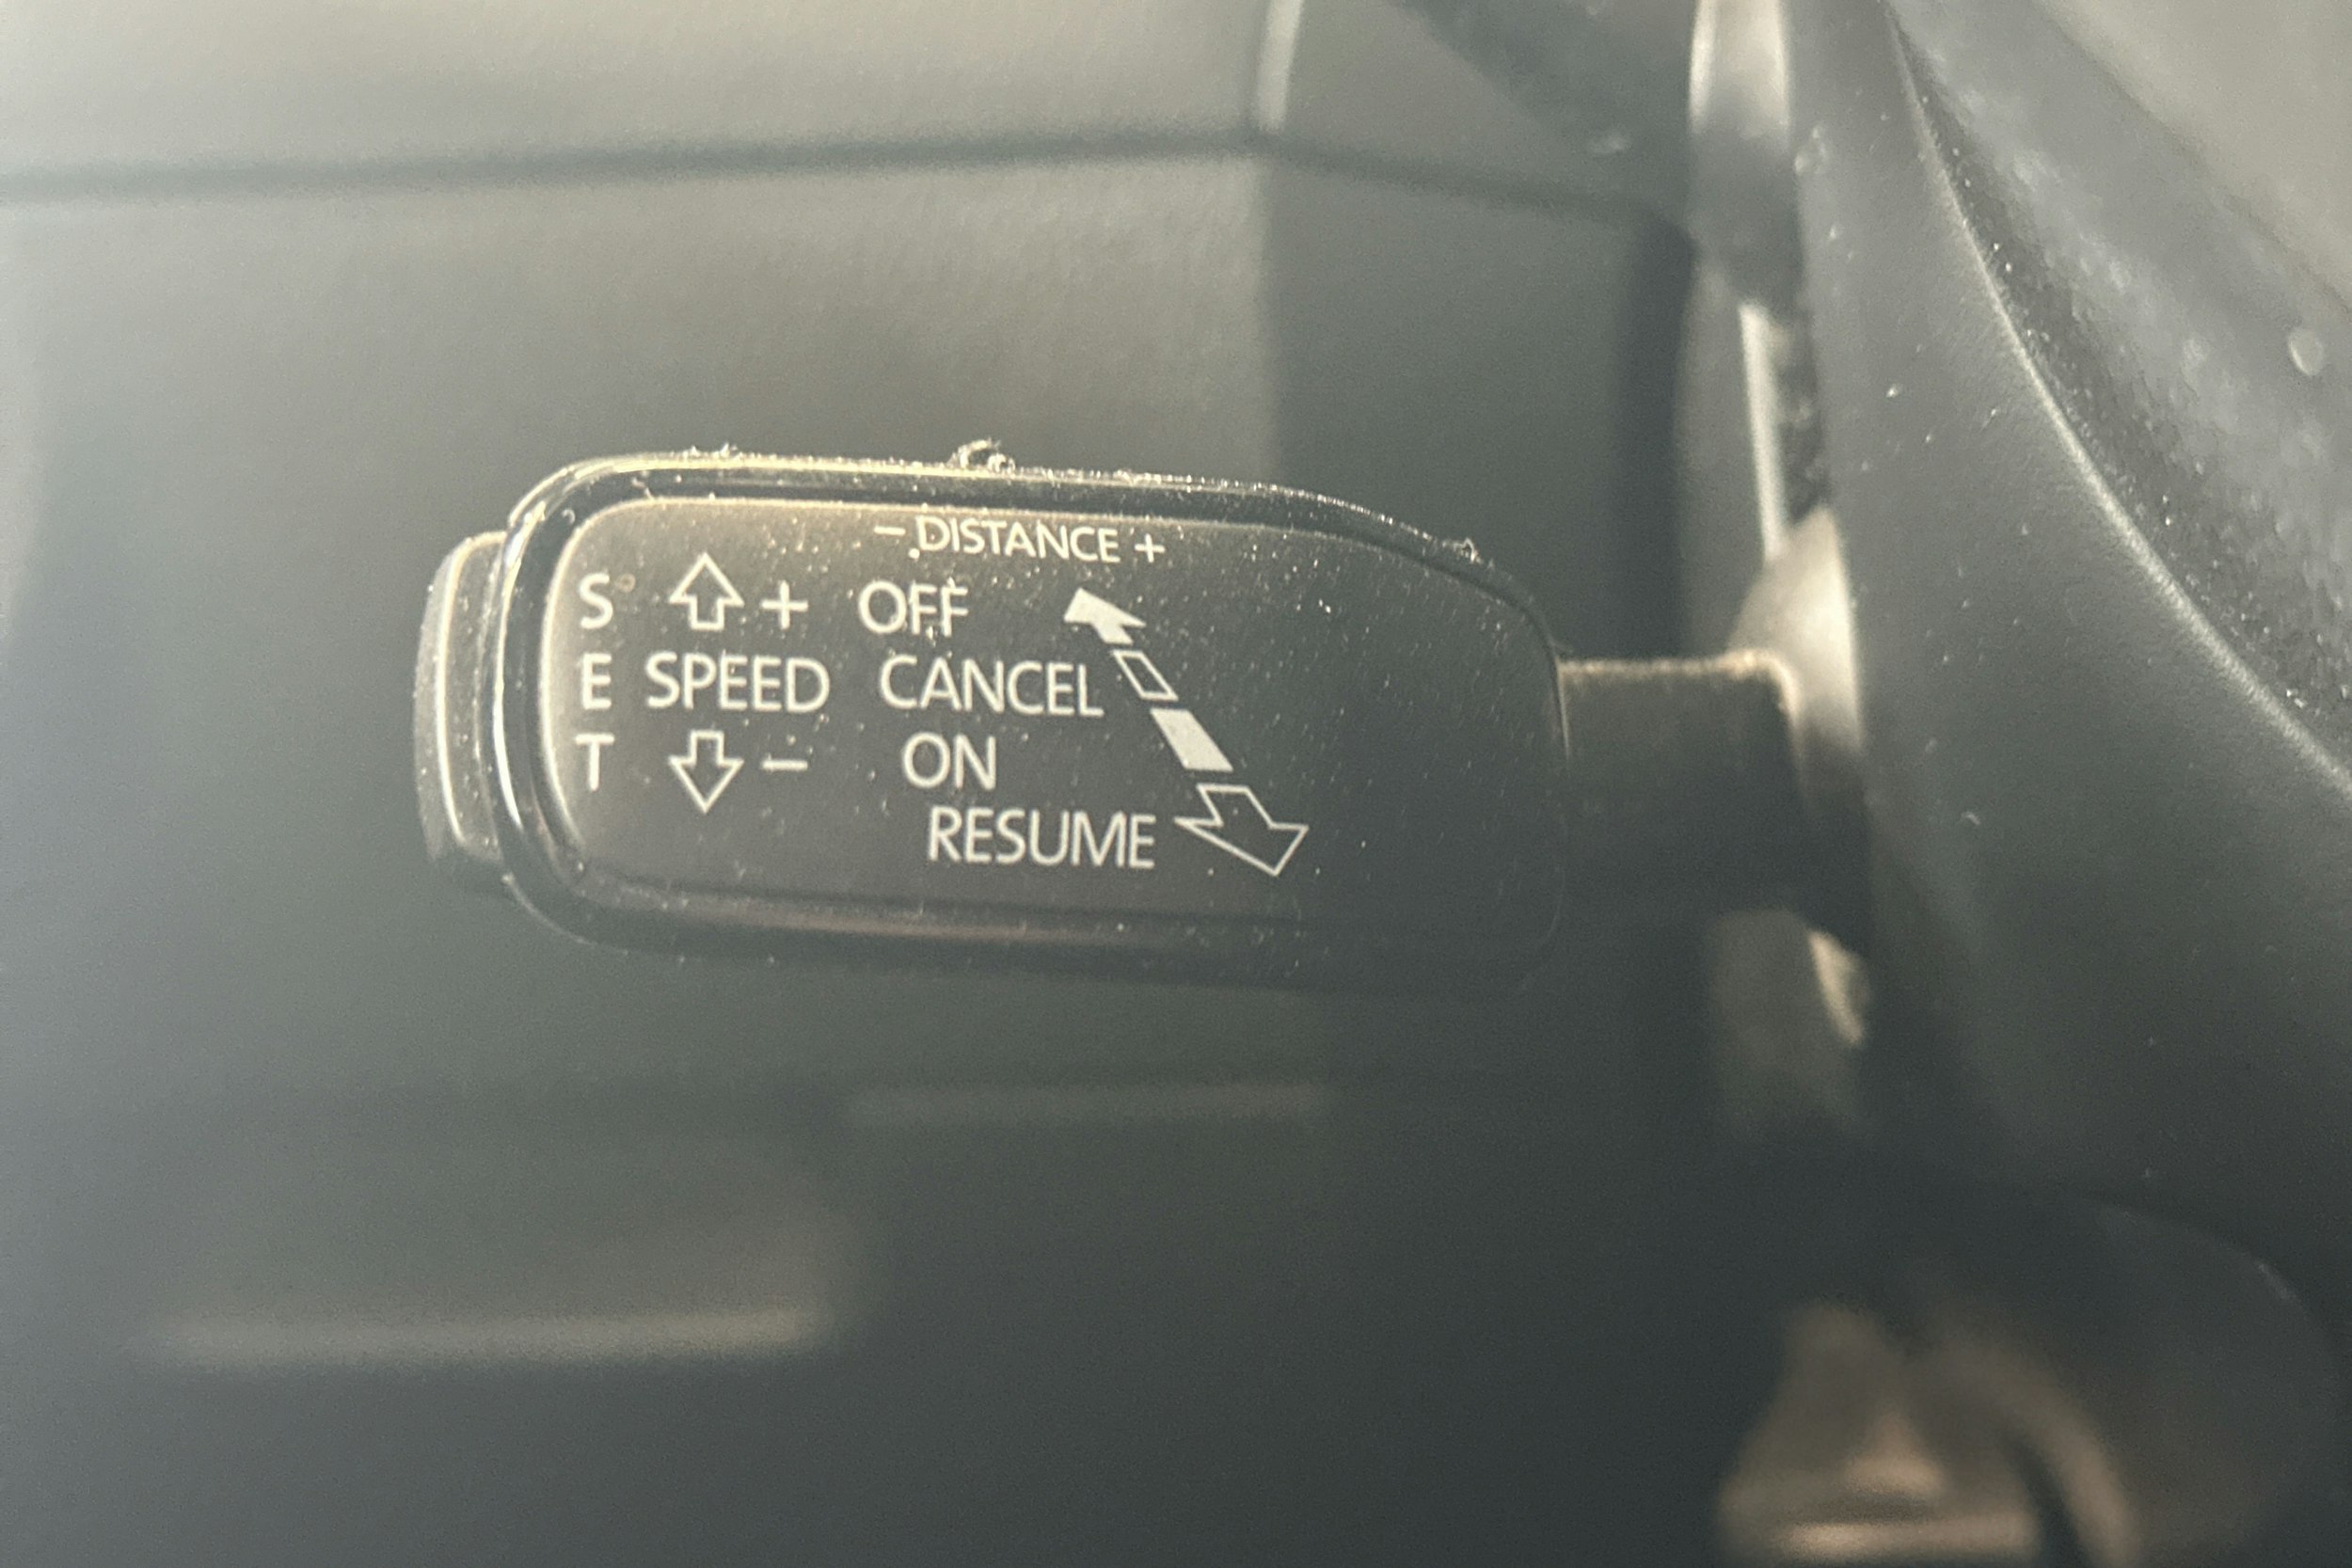 - DISTANCE +
S + OFF
E SPEED CANCEL
T - ON
RESUME